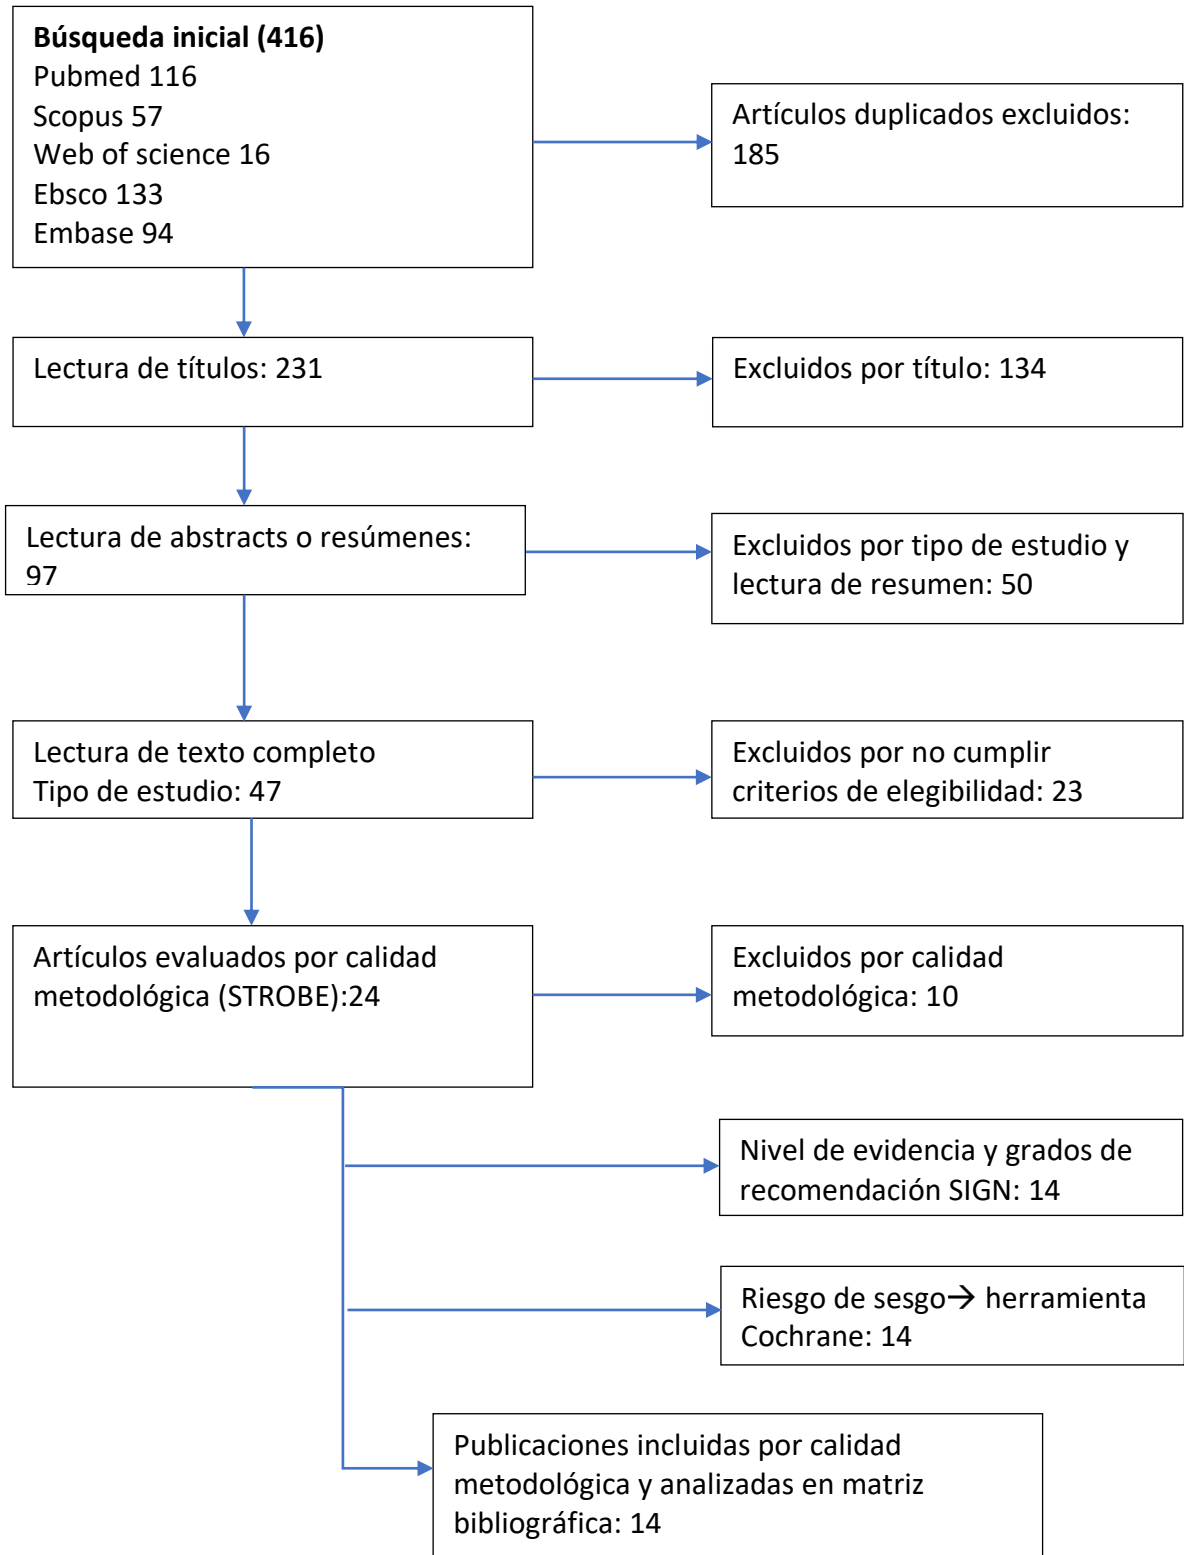 Búsqueda inicial (416)
Pubmed 116
Scopus 57
Web of science 16
Ebsco 133
Embase 94
Artículos duplicados excluidos:
185
Lectura de títulos: 231
Excluidos por título: 134
Lectura de abstracts o resúmenes:
97
Excluidos por tipo de estudio y
lectura de resumen: 50
Lectura de texto completo
Tipo de estudio: 47
Excluidos por no cumplir
criterios de elegibilidad: 23
Artículos evaluados por calidad
metodológica (STROBE):24
Excluidos por calidad
metodológica: 10
Nivel de evidencia y grados de
recomendación SIGN: 14
Riesgo de sesgo→ herramienta
Cochrane: 14
Publicaciones incluidas por calidad
metodológica y analizadas en matriz
bibliográfica: 14